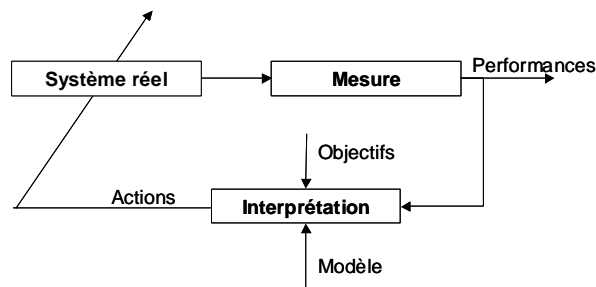 Système réel
Mesure
Performances
Objectifs
Actions
Interprétation
Modèle